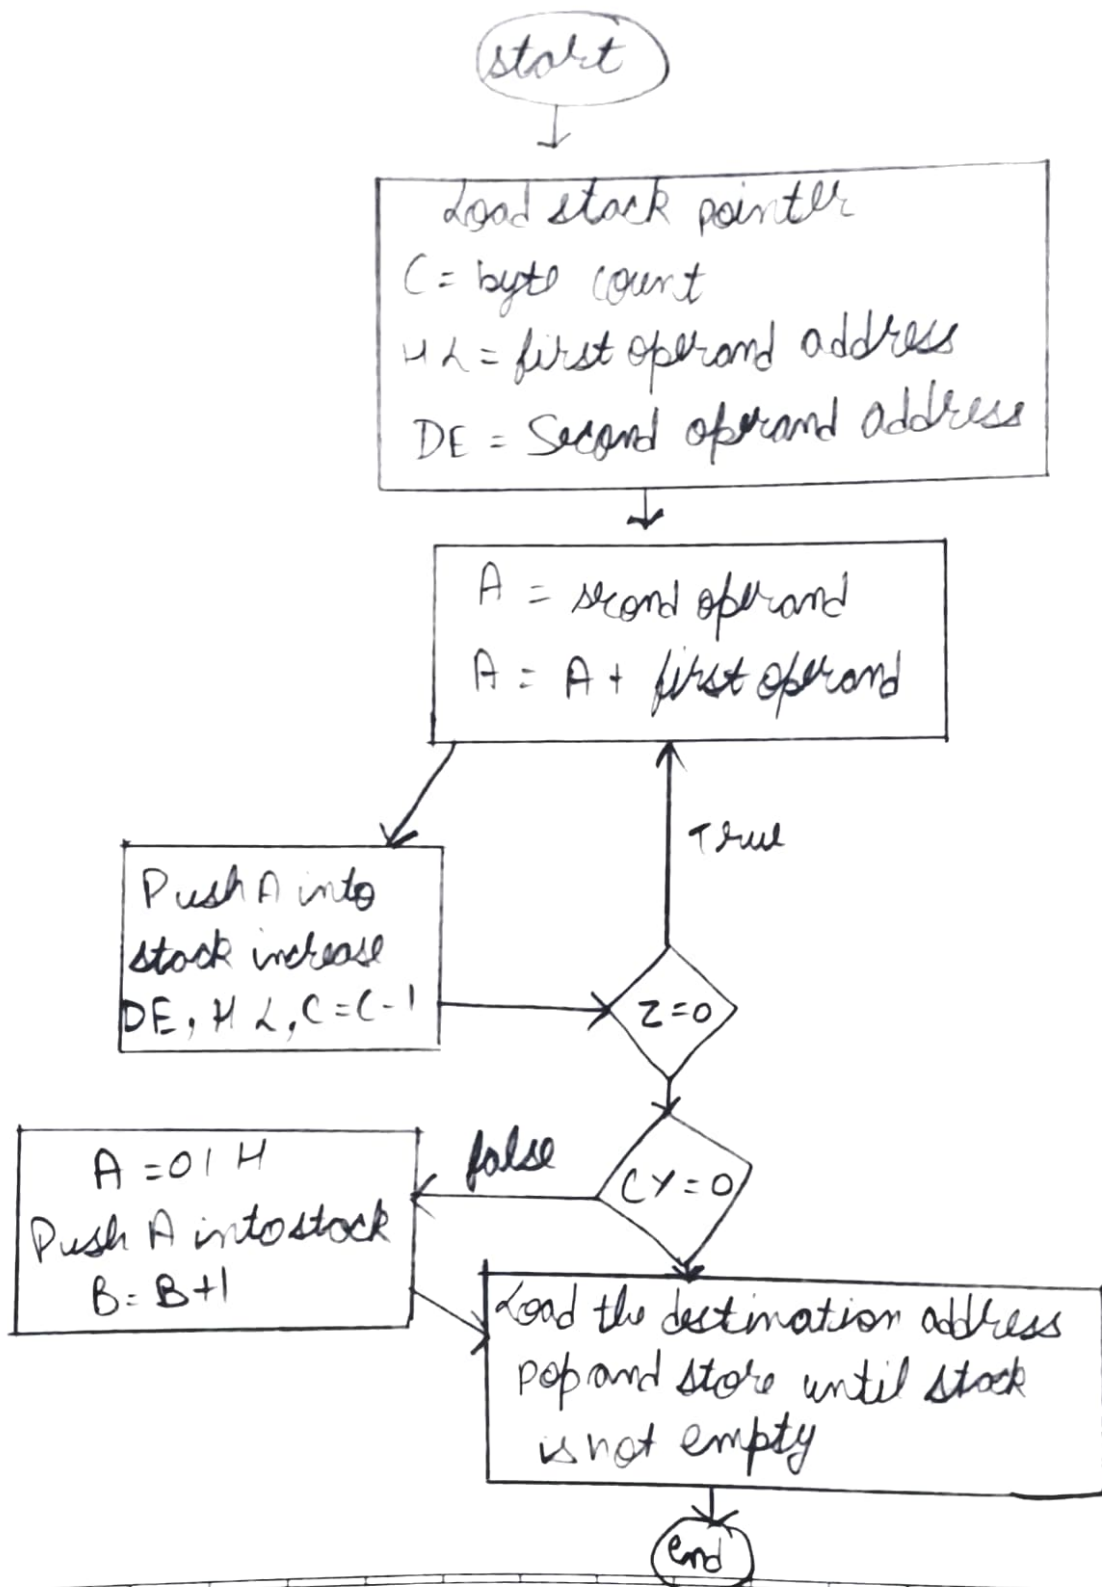 start
Load stack pointer
C = byte count
HL = first operand address
DE = Second operand address
A = second operand
A = A + first operand
True
Push A into
stack increase
DE, HL, C=C-1
Z=0
false
CY=0
A = 01H
Push A into stack
B = B+1
Load the destination address
pop and store until stack
is not empty
end